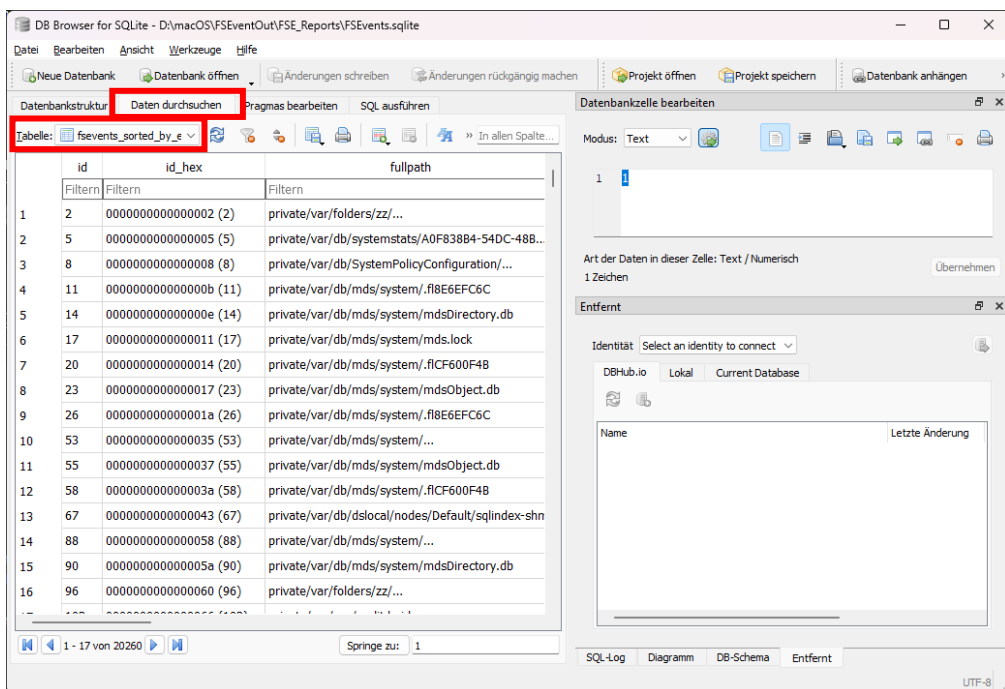 DB Browser for SQLite - D:\macOS\FSEventOut\FSE_Reports\FSEvents.sqlite
Datei Bearbeiten Ansicht Werkzeuge Hilfe
Neue Datenbank Datenbank öffnen Änderungen schreiben Änderungen rückgängig machen Projekt öffnen Projekt speichern Datenbank anhängen
Datenbankstruktur Daten durchsuchen Pragmas bearbeiten SQL ausführen
Tabelle: fsevents_sorted_by_e » In allen Spalte...
id id_hex fullpath
Filtern Filtern Filtern
1 2 0000000000000002 (2) private/var/folders/zz/...
2 5 0000000000000005 (5) private/var/db/systemstats/A0F838B4-54DC-48B...
3 8 0000000000000008 (8) private/var/db/SystemPolicyConfiguration/...
4 11 000000000000000b (11) private/var/db/mds/system/.fl8E6EFC6C
5 14 000000000000000e (14) private/var/db/mds/system/mdsDirectory.db
6 17 0000000000000011 (17) private/var/db/mds/system/mds.lock
7 20 0000000000000014 (20) private/var/db/mds/system/.flCF600F4B
8 23 0000000000000017 (23) private/var/db/mds/system/mdsObject.db
9 26 000000000000001a (26) private/var/db/mds/system/.fl8E6EFC6C
10 53 0000000000000035 (53) private/var/db/mds/system/...
11 55 0000000000000037 (55) private/var/db/mds/system/mdsObject.db
12 58 000000000000003a (58) private/var/db/mds/system/.flCF600F4B
13 67 0000000000000043 (67) private/var/db/dslocal/nodes/Default/sqlindex-shm
14 88 0000000000000058 (88) private/var/db/mds/system/...
15 90 000000000000005a (90) private/var/db/mds/system/mdsDirectory.db
16 96 0000000000000060 (96) private/var/folders/zz/...
1 - 17 von 20260 Springe zu: 1
Datenbankzelle bearbeiten
Modus: Text
1 1
Art der Daten in dieser Zelle: Text / Numerisch
1 Zeichen
Übernehmen
Entfernt
Identität Select an identity to connect
DBHub.io Lokal Current Database
Name Letzte Änderung
SQL-Log Diagramm DB-Schema Entfernt
UTF-8